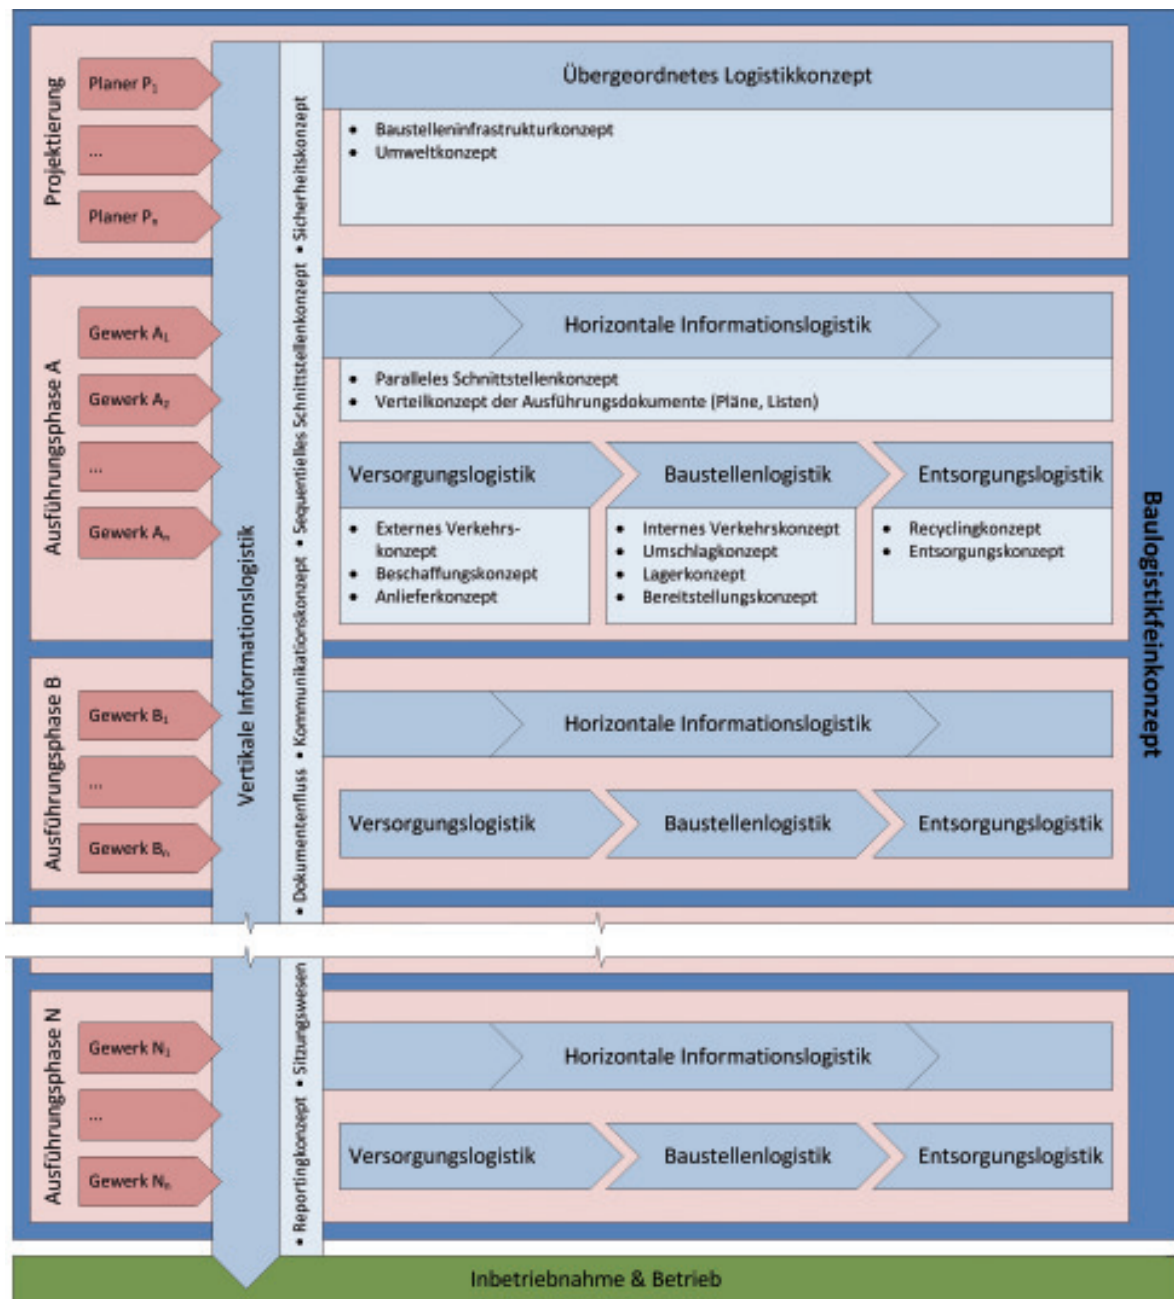 Projektierung
Planer P₁
...
Planer Pₙ
Übergeordnetes Logistikkonzept
• Baustelleninfrastrukturkonzept
• Umweltkonzept
Vertikale Informationslogistik
• Dokumentenfluss • Kommunikationskonzept • Sequentielles Schnittstellenkonzept • Sicherheitskonzept
• Reportingkonzept • Sitzungswesen
Baulogistikfeinkonzept
Ausführungsphase A
Gewerk A₁
Gewerk A₂
...
Gewerk Aₙ
Horizontale Informationslogistik
• Paralleles Schnittstellenkonzept
• Verteilkonzept der Ausführungsdokumente (Pläne, Listen)
Versorgungslogistik
• Externes Verkehrs-
konzept
• Beschaffungskonzept
• Anlieferkonzept
Baustellenlogistik
• Internes Verkehrskonzept
• Umschlagkonzept
• Lagerkonzept
• Bereitstellungskonzept
Entsorgungslogistik
• Recyclingkonzept
• Entsorgungskonzept
Ausführungsphase B
Gewerk B₁
...
Gewerk Bₙ
Horizontale Informationslogistik
Versorgungslogistik
Baustellenlogistik
Entsorgungslogistik
Ausführungsphase N
Gewerk N₁
...
Gewerk Nₙ
Horizontale Informationslogistik
Versorgungslogistik
Baustellenlogistik
Entsorgungslogistik
Inbetriebnahme & Betrieb